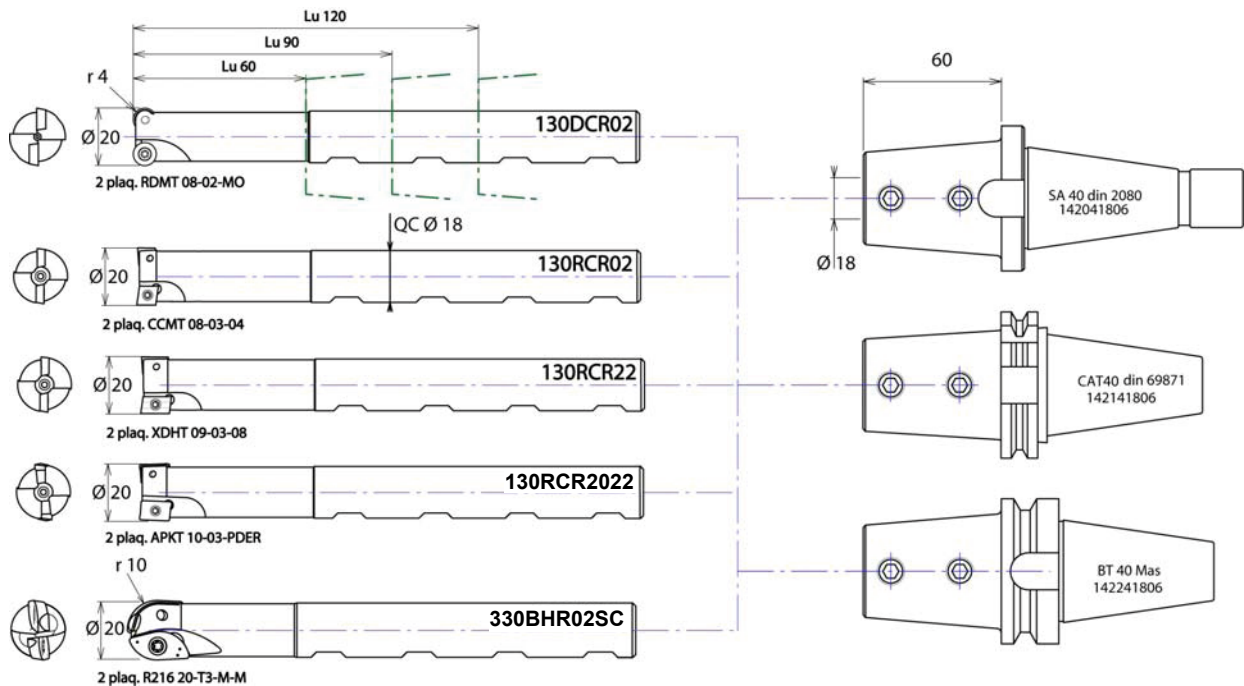 Lu 120
Lu 90
Lu 60
r 4
Ø 20
130DCR02
2 plaq. RDMT 08-02-MO
QC Ø 18
Ø 20
130RCR02
2 plaq. CCMT 08-03-04
Ø 20
130RCR22
2 plaq. XDHT 09-03-08
Ø 20
130RCR2022
2 plaq. APKT 10-03-PDER
r 10
Ø 20
330BHR02SC
2 plaq. R216 20-T3-M-M
60
Ø 18
SA 40 din 2080
142041806
CAT40 din 69871
142141806
BT 40 Mas
142241806